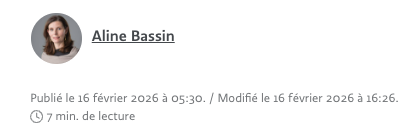 Aline Bassin
Publié le 16 février 2026 à 05:30. / Modifié le 16 février 2026 à 16:26.
7 min. de lecture